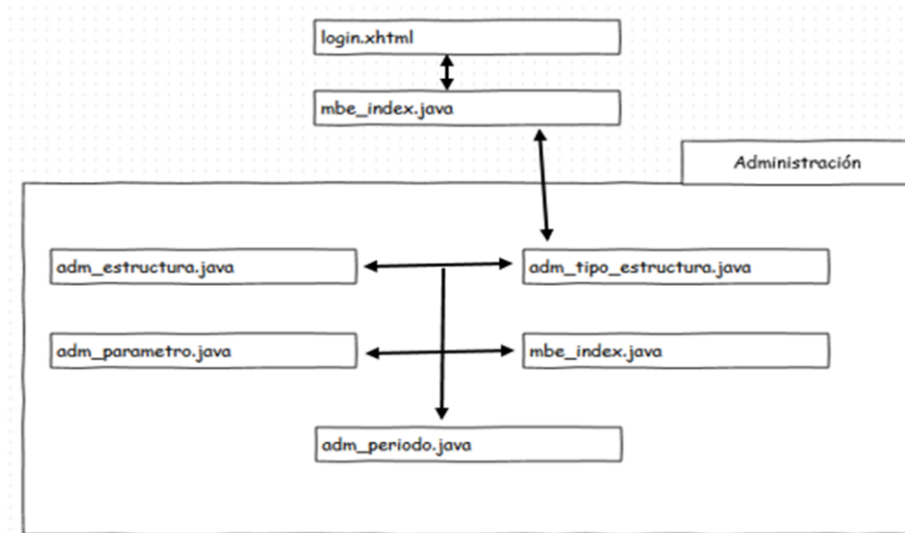 login.xhtml
mbe_index.java
Administración
adm_estructura.java
adm_tipo_estructura.java
adm_parametro.java
mbe_index.java
adm_periodo.java